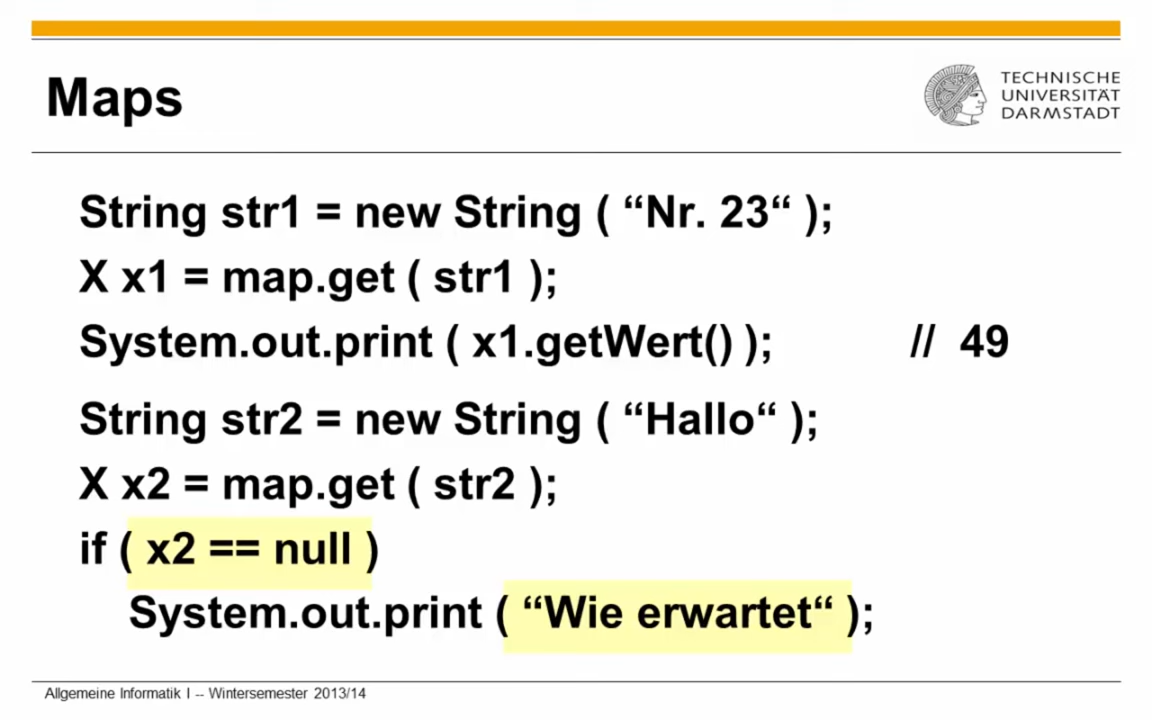 Maps
TECHNISCHE
UNIVERSITÄT
DARMSTADT
String str1 = new String ( “Nr. 23“ );
X x1 = map.get ( str1 );
System.out.print ( x1.getWert() ); // 49
String str2 = new String ( “Hallo“ );
X x2 = map.get ( str2 );
if ( x2 == null )
System.out.print ( “Wie erwartet“ );
Allgemeine Informatik I -- Wintersemester 2013/14